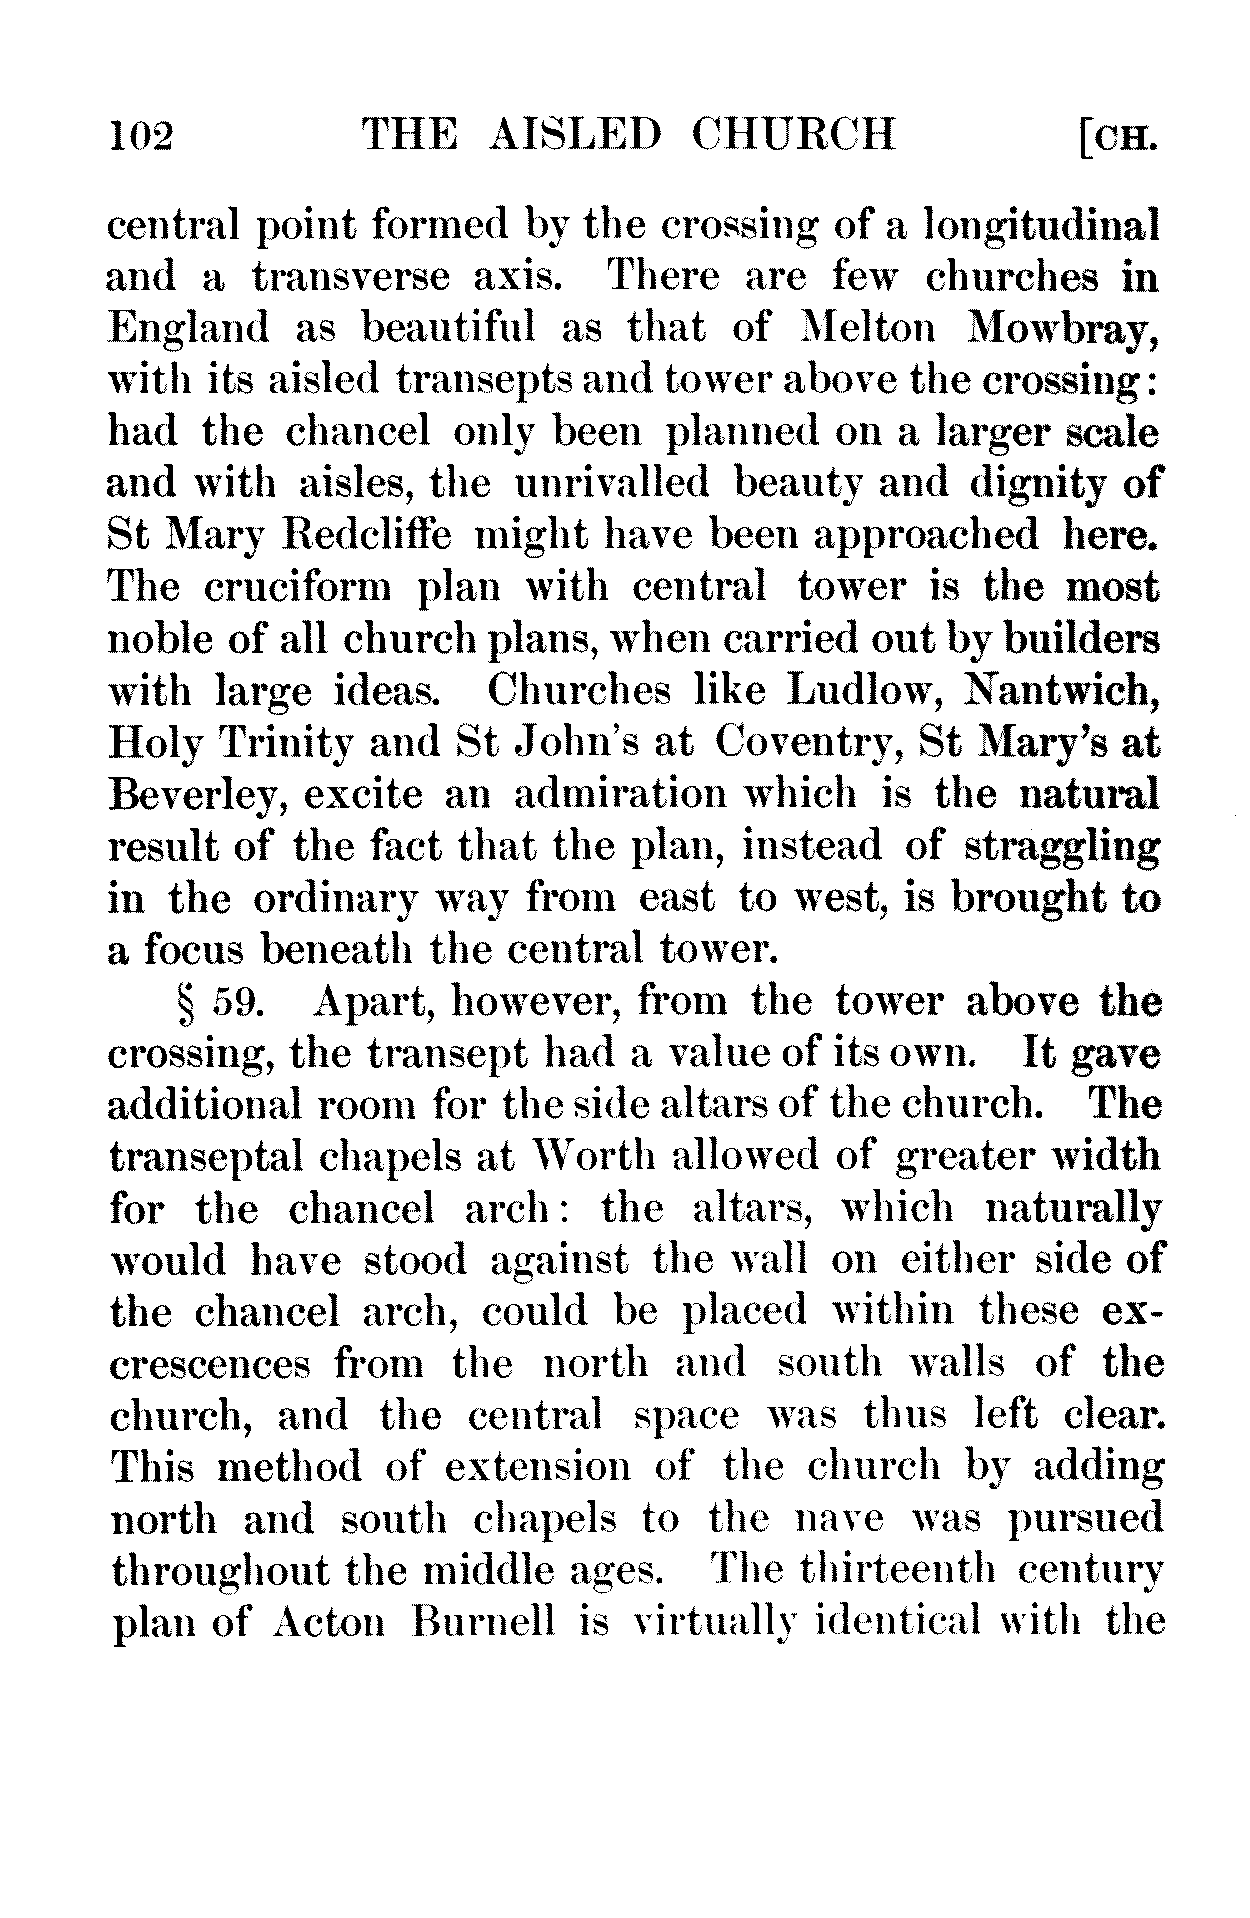 102 THE AISLED CHURCH [CH.
central point formed by the crossing of a longitudinal
and a transverse axis. There are few churches in
England as beautiful as that of Melton Mowbray,
with its aisled transepts and tower above the crossing:
had the chancel only been planned on a larger scale
and with aisles, the unrivalled beauty and dignity of
St Mary Redcliffe might have been approached here.
The cruciform plan with central tower is the most
noble of all church plans, when carried out by builders
with large ideas. Churches like Ludlow, Nantwich,
Holy Trinity and St John's at Coventry, St Mary's at
Beverley, excite an admiration which is the natural
result of the fact that the plan, instead of straggling
in the ordinary way from east to west, is brought to
a focus beneath the central tower.
§ 59. Apart, however, from the tower above the
crossing, the transept had a value of its own. It gave
additional room for the side altars of the church. The
transeptal chapels at Worth allowed of greater width
for the chancel arch: the altars, which naturally
would have stood against the wall on either side of
the chancel arch, could be placed within these ex-
crescences from the north and south walls of the
church, and the central space was thus left clear.
This method of extension of the church by adding
north and south chapels to the nave was pursued
throughout the middle ages. The thirteenth century
plan of Acton Burnell is virtually identical with the